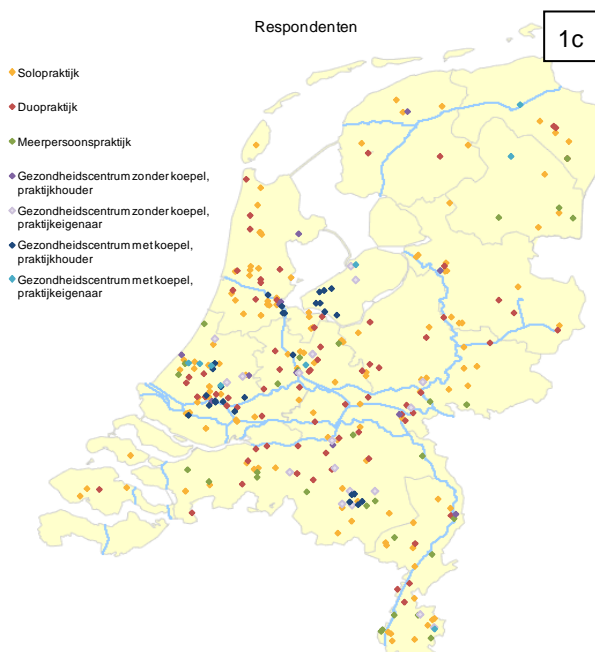 Respondenten
1c
Solopraktijk
Duopraktijk
Meerpersoonspraktijk
Gezondheidscentrum zonder koepel,
praktijkhouder
Gezondheidscentrum zonder koepel,
praktijkeigenaar
Gezondheidscentrum met koepel,
praktijkhouder
Gezondheidscentrum met koepel,
praktijkeigenaar